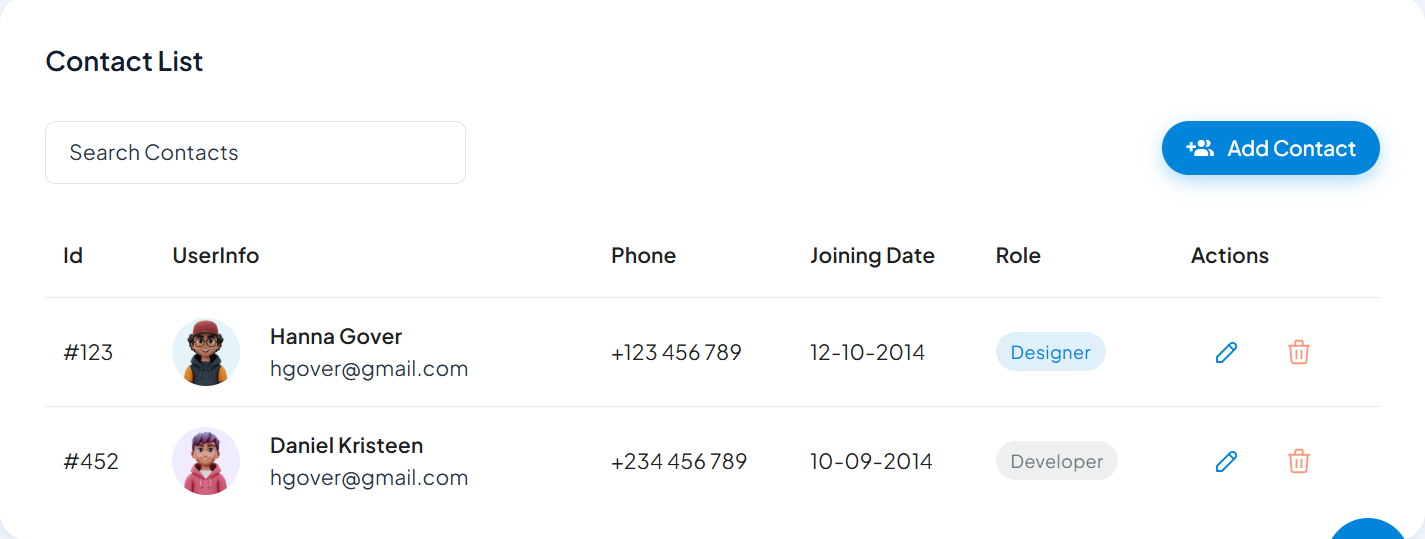 Contact List
Search Contacts
Add Contact
Id UserInfo Phone Joining Date Role Actions
#123 Hanna Gover hgover@gmail.com +123 456 789 12-10-2014 Designer
#452 Daniel Kristeen hgover@gmail.com +234 456 789 10-09-2014 Developer